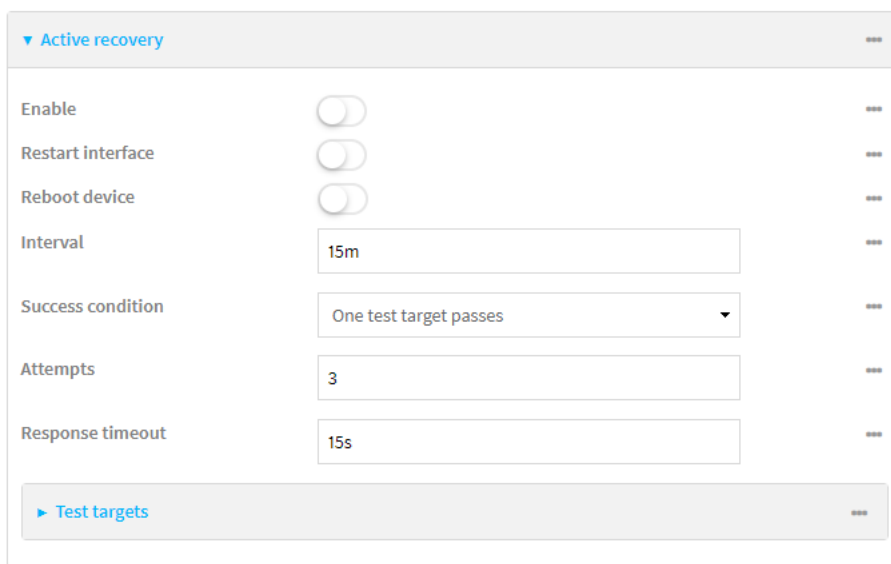 Active recovery
Enable
Restart interface
Reboot device
Interval 15m
Success condition One test target passes
Attempts 3
Response timeout 15s
Test targets